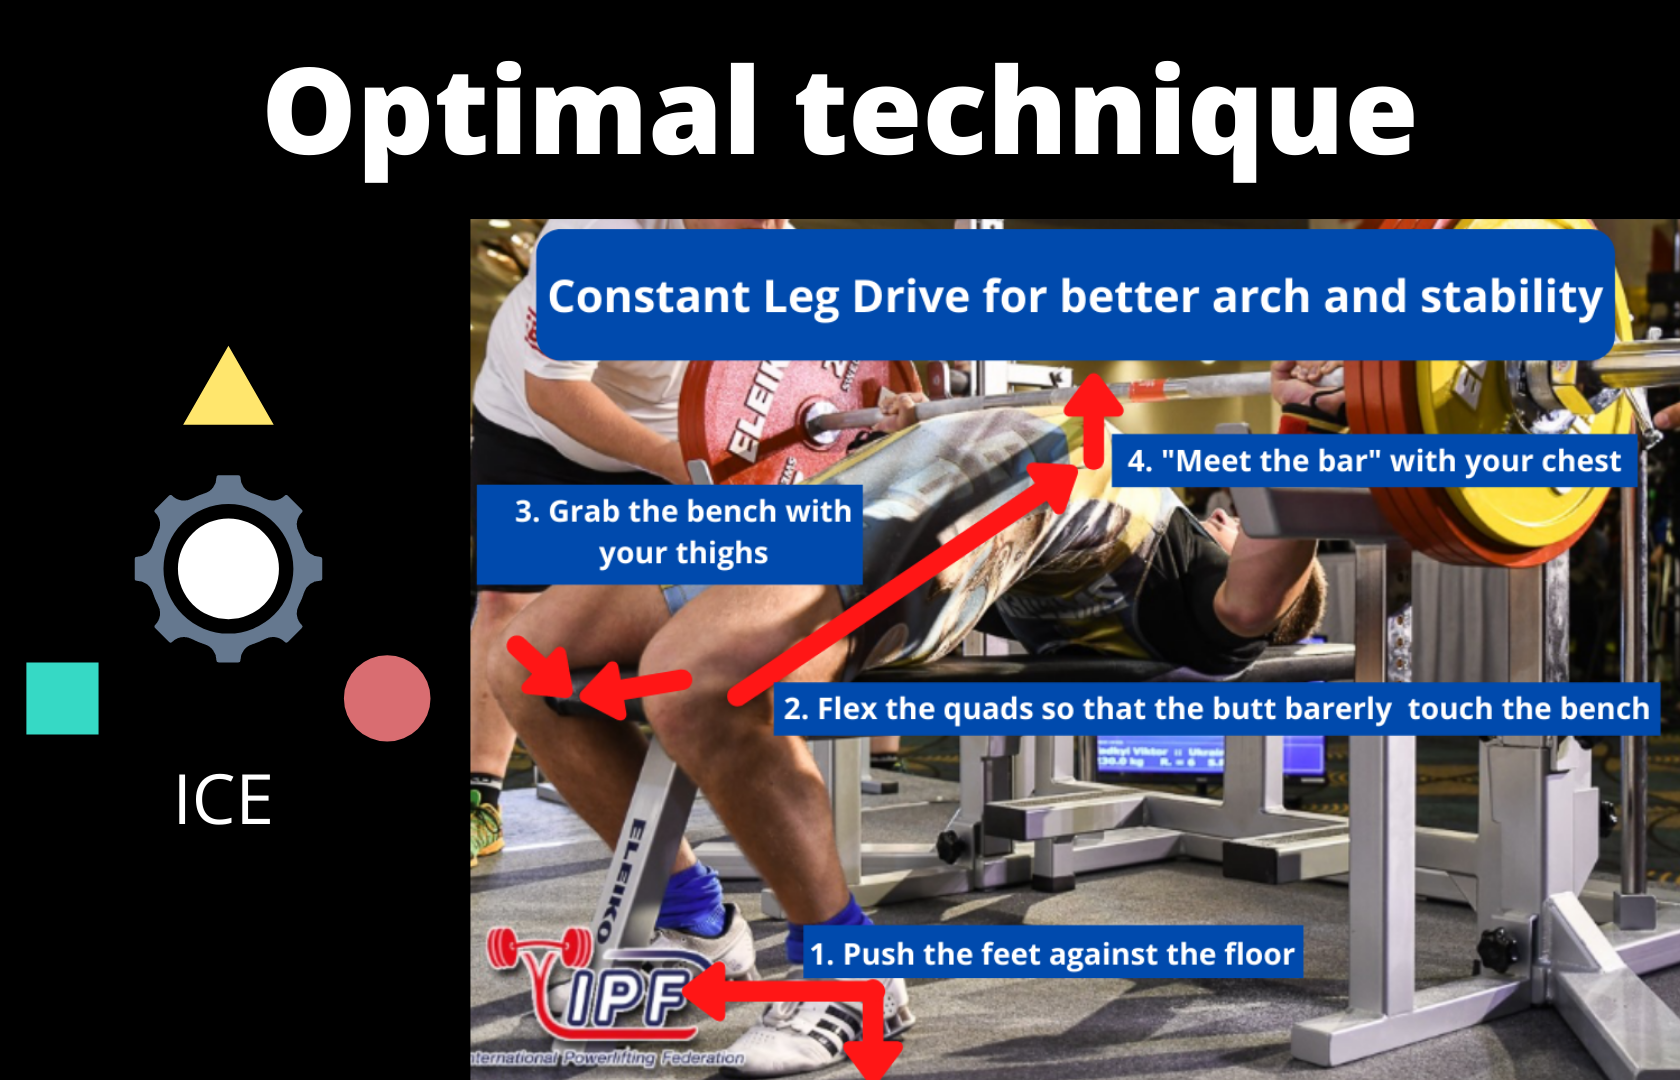 Optimal technique
Constant Leg Drive for better arch and stability
ELEIKO
4. "Meet the bar" with your chest
3. Grab the bench with
your thighs
2. Flex the quads so that the butt barerly touch the bench
ICE
ELEIKO
1. Push the feet against the floor
IPF
nternational Powerlifting Federation